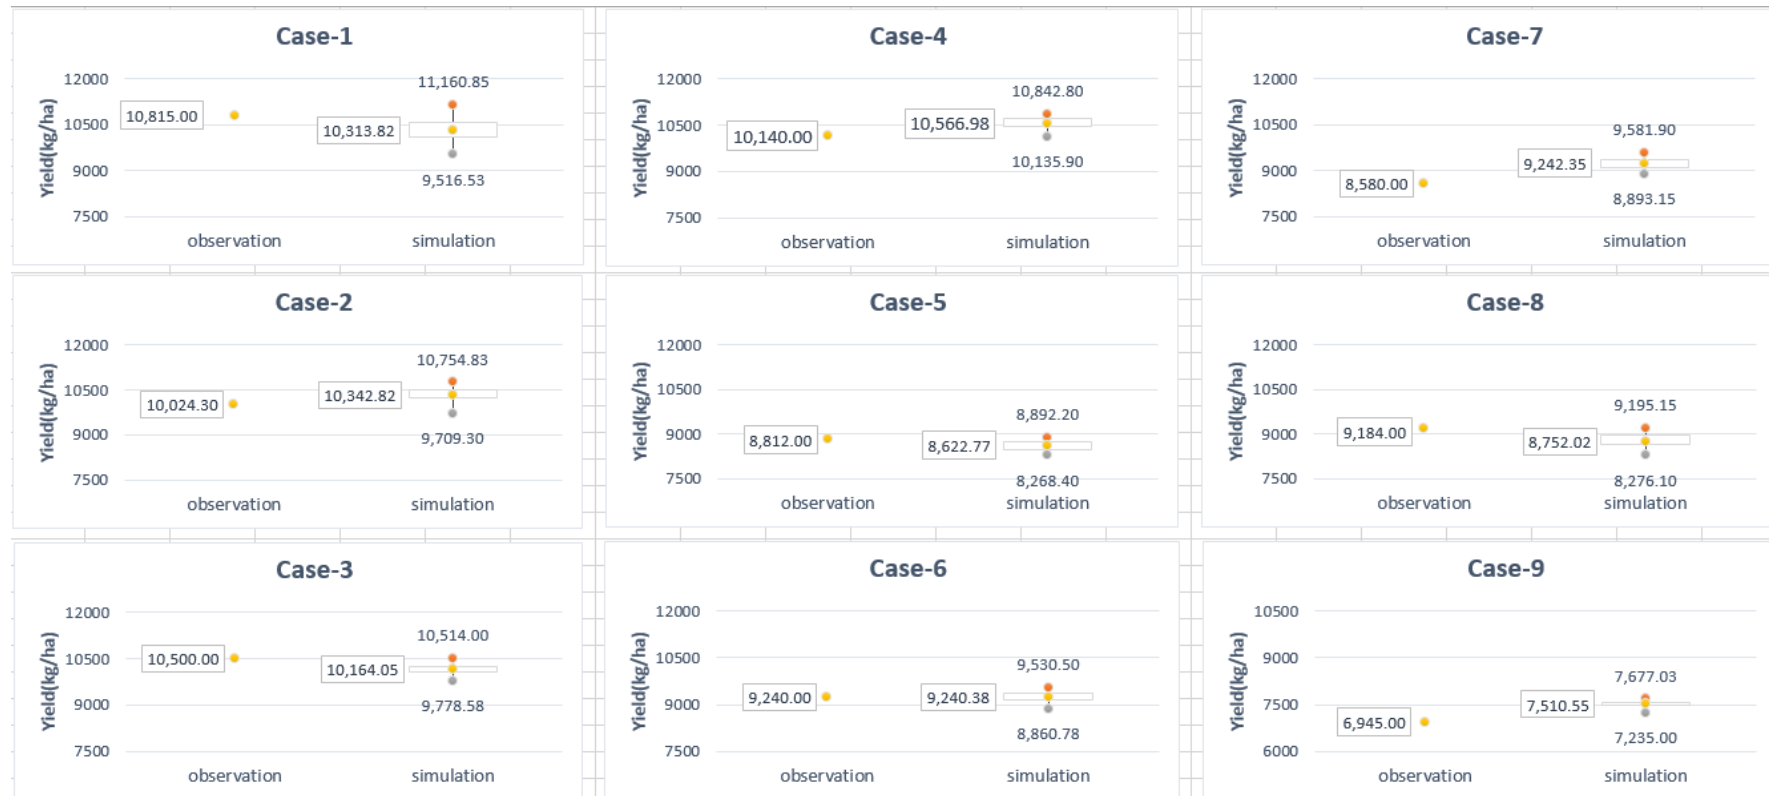 Case-1
Yield(kg/ha)
12000
10500
9000
7500
10,815.00
11,160.85
10,313.82
9,516.53
observation
simulation
Case-4
Yield(kg/ha)
12000
10500
9000
7500
10,140.00
10,842.80
10,566.98
10,135.90
observation
simulation
Case-7
Yield(kg/ha)
12000
10500
9000
7500
8,580.00
9,581.90
9,242.35
8,893.15
observation
simulation
Case-2
Yield(kg/ha)
12000
10500
9000
7500
10,024.30
10,754.83
10,342.82
9,709.30
observation
simulation
Case-5
Yield(kg/ha)
12000
10500
9000
7500
8,812.00
8,892.20
8,622.77
8,268.40
observation
simulation
Case-8
Yield(kg/ha)
12000
10500
9000
7500
9,184.00
9,195.15
8,752.02
8,276.10
observation
simulation
Case-3
Yield(kg/ha)
12000
10500
9000
7500
10,500.00
10,514.00
10,164.05
9,778.58
observation
simulation
Case-6
Yield(kg/ha)
12000
10500
9000
7500
9,240.00
9,530.50
9,240.38
8,860.78
observation
simulation
Case-9
Yield(kg/ha)
10500
9000
7500
6000
6,945.00
7,677.03
7,510.55
7,235.00
observation
simulation